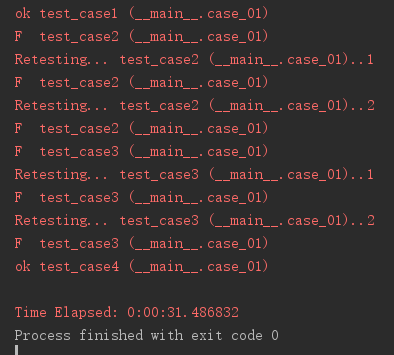 ok test_case1 (__main__.case_01)
F  test_case2 (__main__.case_01)
Retesting... test_case2 (__main__.case_01)..1
F  test_case2 (__main__.case_01)
Retesting... test_case2 (__main__.case_01)..2
F  test_case2 (__main__.case_01)
F  test_case3 (__main__.case_01)
Retesting... test_case3 (__main__.case_01)..1
F  test_case3 (__main__.case_01)
Retesting... test_case3 (__main__.case_01)..2
F  test_case3 (__main__.case_01)
ok test_case4 (__main__.case_01)
Time Elapsed: 0:00:31.486832
Process finished with exit code 0